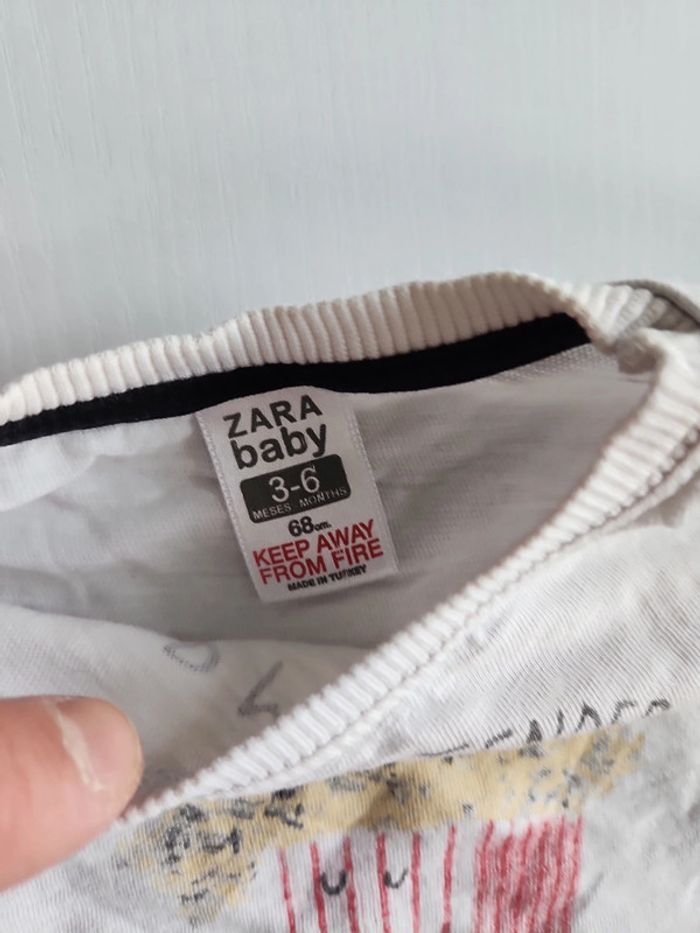 ZARA
baby
3-6
MESES MONTHS
68cm.
KEEP AWAY
FROM FIRE
MADE IN TURKEY